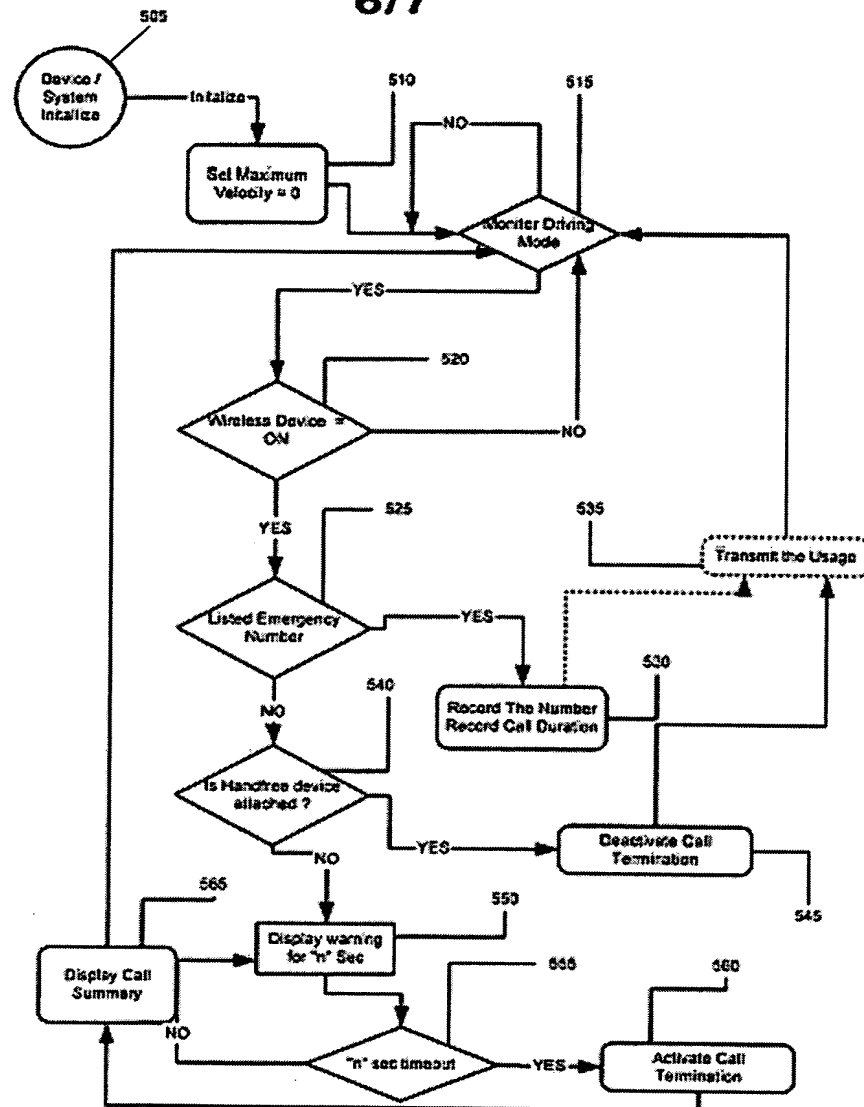 6/7
505
Device /
System
Initalize
Initalize
510
515
NO
Set Maximum
Velocity = 0
Monitor Driving
Mode
YES
520
Wireless Device =
ON
NO
YES
525
535
Transmit the Usage
Listed Emergency
Number
YES
530
NO
540
Record The Number
Record Call Duration
Is Handfree device
attached ?
YES
Deactivate Call
Termination
NO
565
550
545
Display warning
for "n" Sec
Display Call
Summary
555
560
NO
"n" sec timeout
YES
Activate Call
Termination